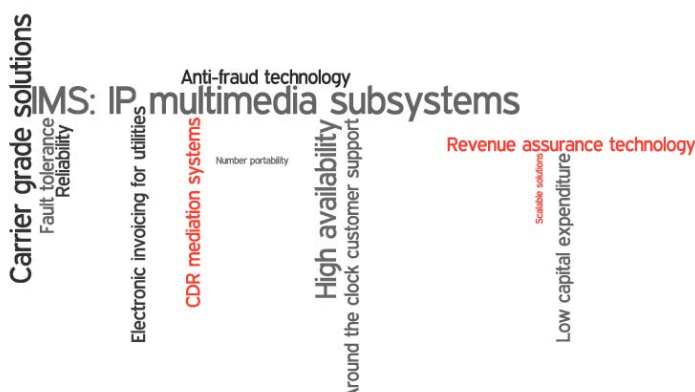 Carrier grade solutions
Anti-fraud technology
IMS: IP multimedia subsystems
Fault tolerance
Reliability
Electronic invoicing for utilities
CDR mediation systems
Number portability
High availability
Around the clock customer support
Revenue assurance technology
Scalable solutions
Low capital expenditure